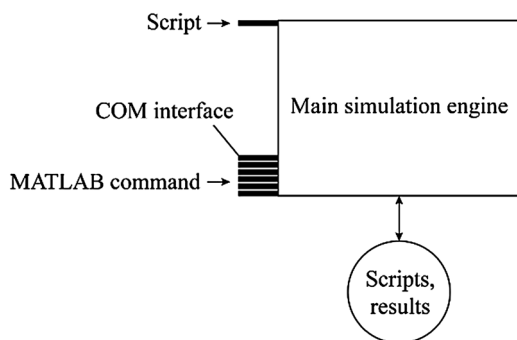 Script
Main simulation engine
COM interface
MATLAB command
Scripts,
results